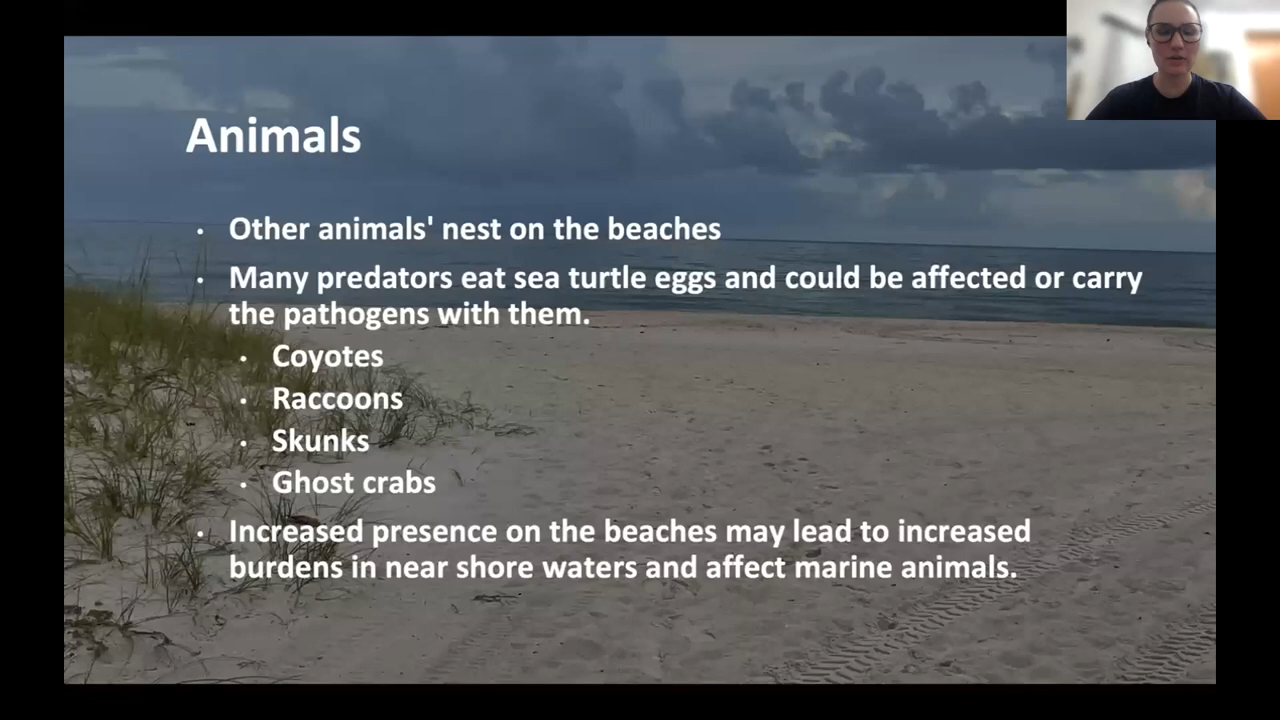 Animals
• Other animals' nest on the beaches
• Many predators eat sea turtle eggs and could be affected or carry
the pathogens with them.
• Coyotes
• Raccoons
• Skunks
• Ghost crabs
• Increased presence on the beaches may lead to increased
burdens in near shore waters and affect marine animals.